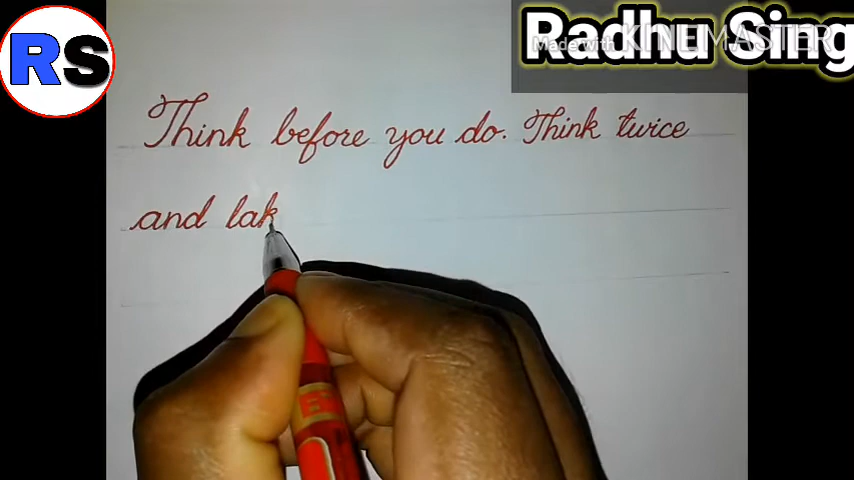 RS
Radhu Sing
Made with KINEMASTER
Think before you do. Think twice
and lak